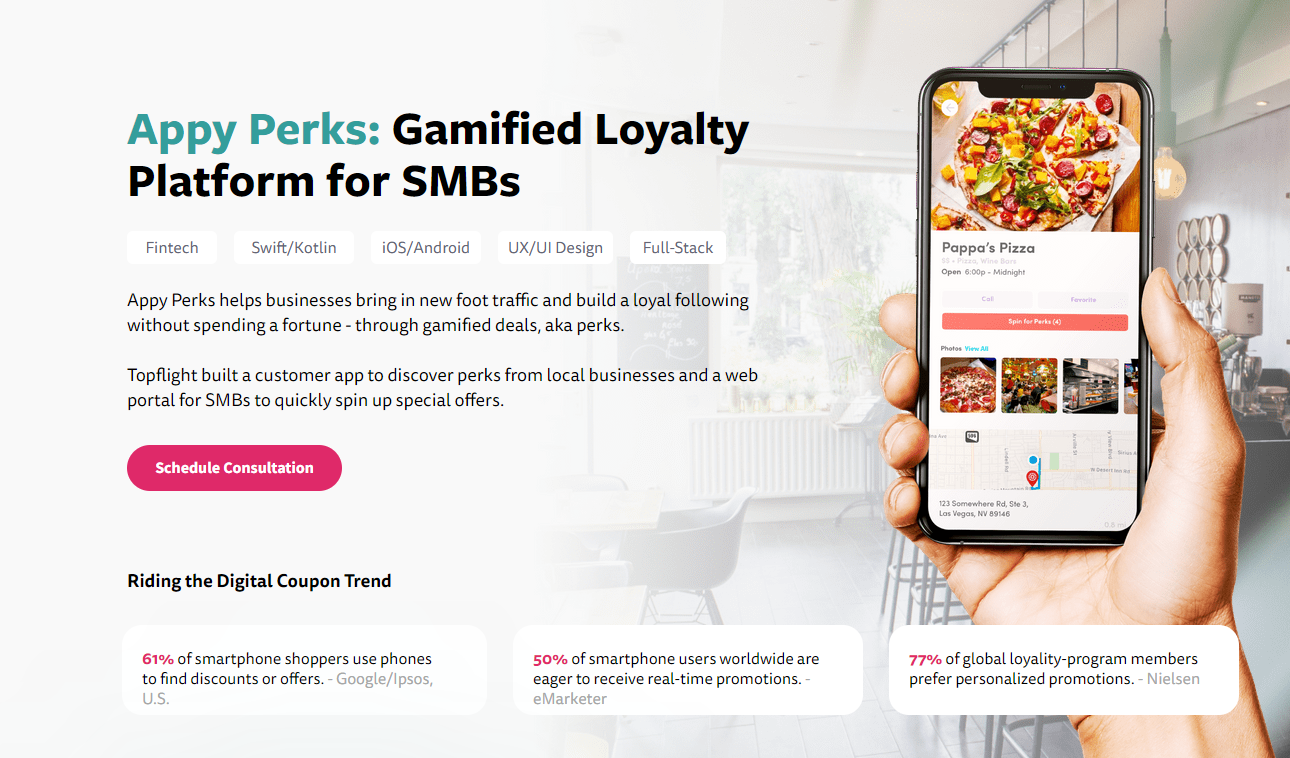 Appy Perks: Gamified Loyalty
Platform for SMBs
Fintech
Swift/Kotlin
iOS/Android
UX/UI Design
Full-Stack
Appy Perks helps businesses bring in new foot traffic and build a loyal following
without spending a fortune - through gamified deals, aka perks.
Topflight built a customer app to discover perks from local businesses and a web
portal for SMBs to quickly spin up special offers.
Schedule Consultation
Pappa's Pizza
$$ • Pizza, Wine Bars
Open 6:00p - Midnight
Call
Favorite
Spin for Perks (4)
Photos View All
W Desert Inn Rd
123 Somewhere Rd, Ste 3,
Las Vegas, NV 89146
Riding the Digital Coupon Trend
61% of smartphone shoppers use phones
to find discounts or offers. - Google/Ipsos,
U.S.
50% of smartphone users worldwide are
eager to receive real-time promotions. -
eMarketer
77% of global loyality-program members
prefer personalized promotions. - Nielsen